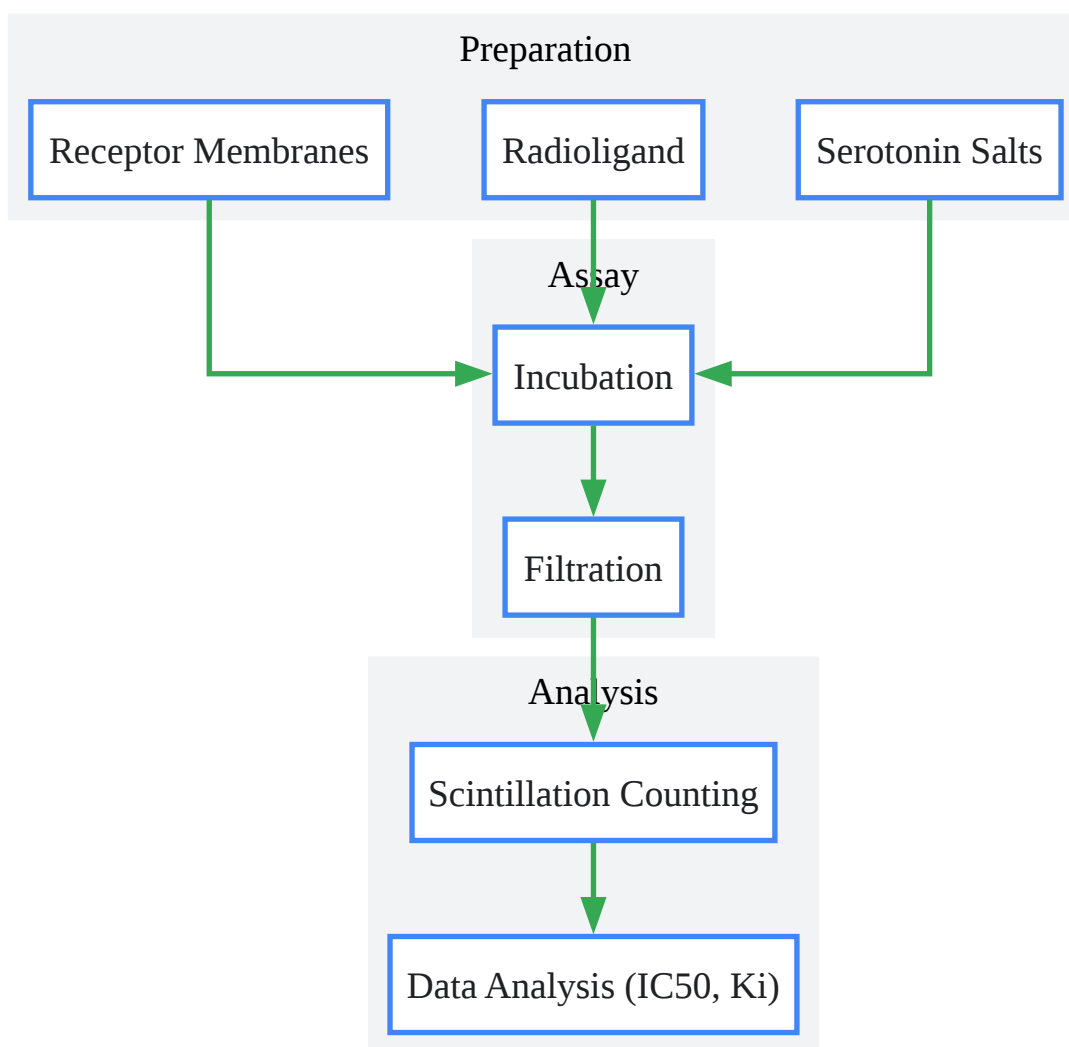 Preparation
Receptor Membranes
Radioligand
Serotonin Salts
Assay
Incubation
Filtration
Analysis
Scintillation Counting
Data Analysis (IC50, Ki)